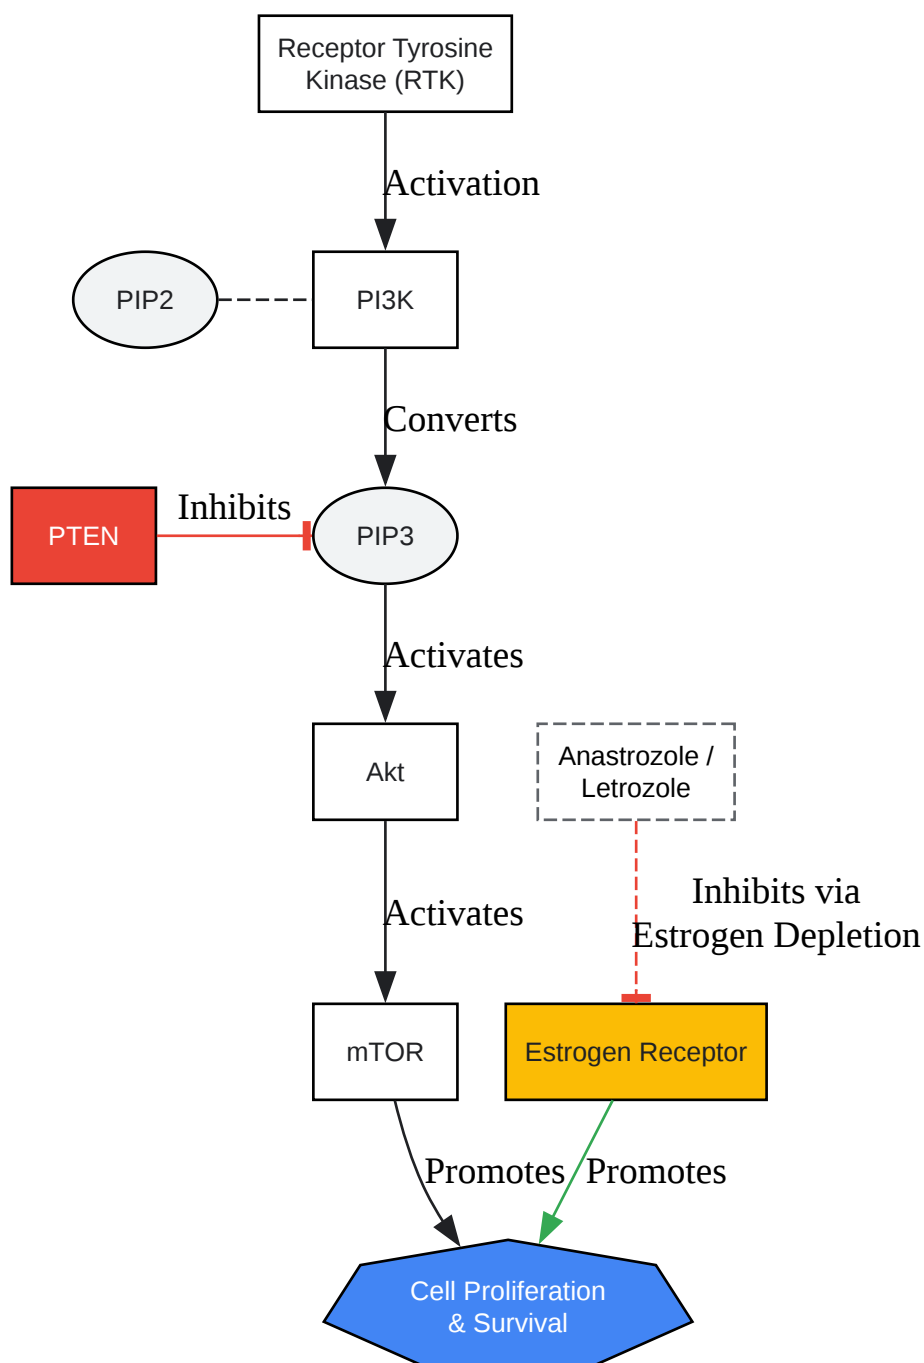 Receptor Tyrosine
Kinase (RTK)
Activation
PIP2
PI3K
Converts
PTEN
Inhibits
PIP3
Activates
Akt
Anastrozole /
Letrozole
Activates
Inhibits via
Estrogen Depletion
mTOR
Estrogen Receptor
Promotes
Promotes
Cell Proliferation
& Survival